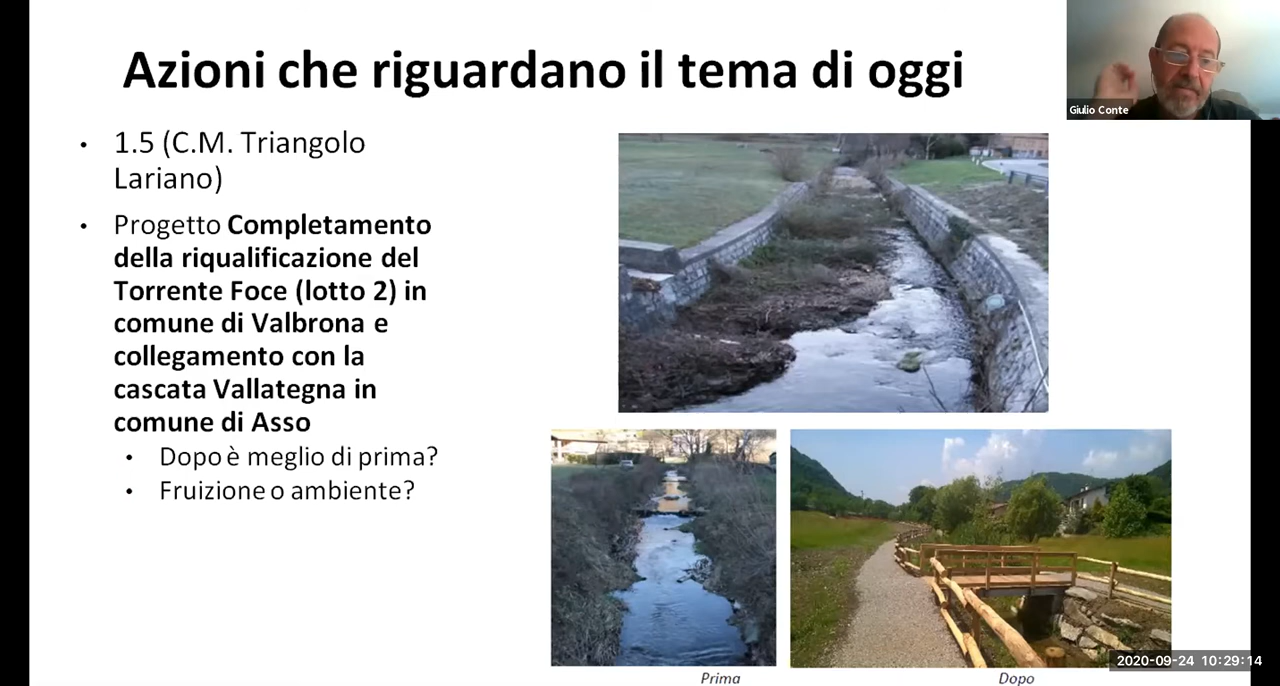 Azioni che riguardano il tema di oggi
Giulio Conte
• 1.5 (C.M. Triangolo
Lariano)
• Progetto Completamento
della riqualificazione del
Torrente Foce (lotto 2) in
comune di Valbrona e
collegamento con la
cascata Vallategna in
comune di Asso
• Dopo è meglio di prima?
• Fruizione o ambiente?
2020-09-24 10:29:14
Prima
Dopo